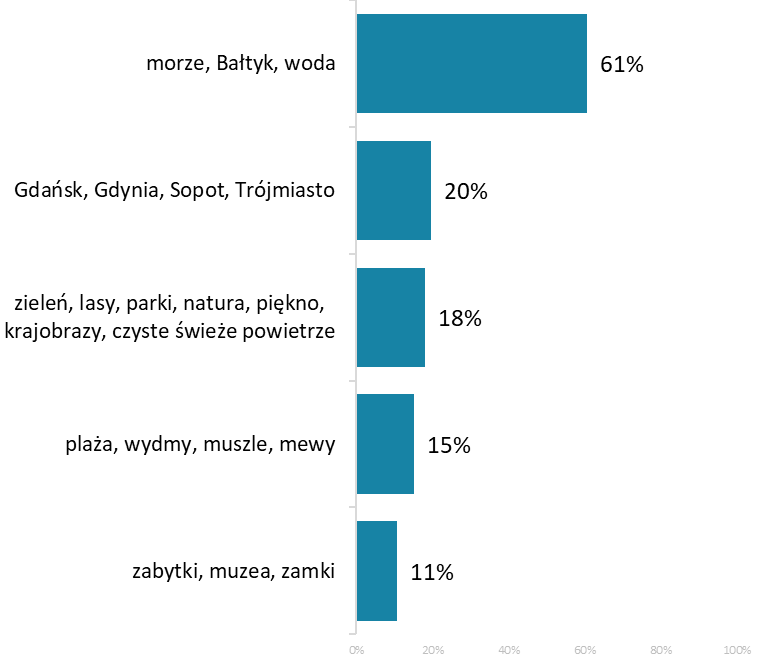 morze, Bałtyk, woda
61%
Gdańsk, Gdynia, Sopot, Trójmiasto
20%
zieleń, lasy, parki, natura, piękno,
krajobrazy, czyste świeże powietrze
18%
plaża, wydmy, muszle, mewy
15%
zabytki, muzea, zamki
11%
0% 20% 40% 60% 80% 100%